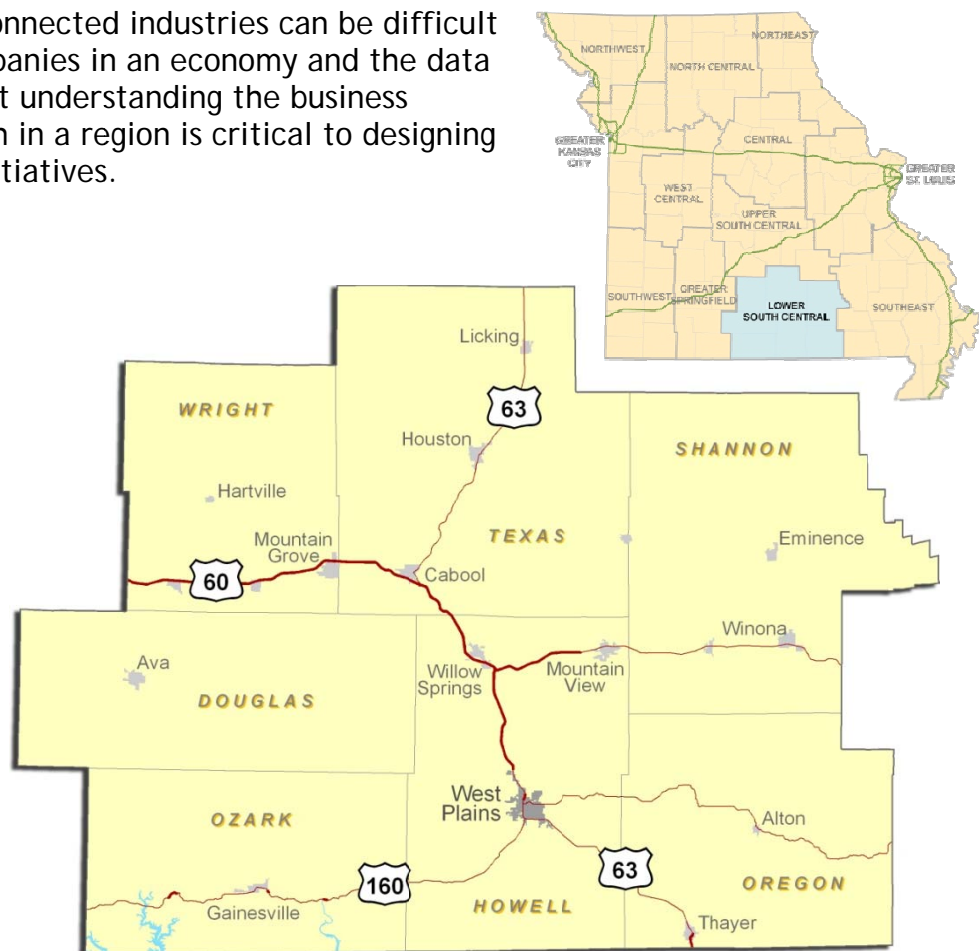 onnected industries can be difficult
panies in an economy and the data
t understanding the business
n in a region is critical to designing
tiatives.
NORTHWEST
NORTHEAST
NORTH CENTRAL
GREATER
KANSAS
CITY
CENTRAL
GREATER
ST. LOUIS
WEST
CENTRAL
UPPER
SOUTH CENTRAL
SOUTHWEST
GREATER
SPRINGFIELD
LOWER
SOUTH CENTRAL
SOUTHEAST
Licking
63
WRIGHT
Houston
SHANNON
Hartville
TEXAS
Mountain
Grove
Eminence
60
Cabool
Winona
Ava
Willow
Springs
Mountain
View
DOUGLAS
West
Plains
OZARK
Alton
160
63
OREGON
Gainesville
HOWELL
Thayer